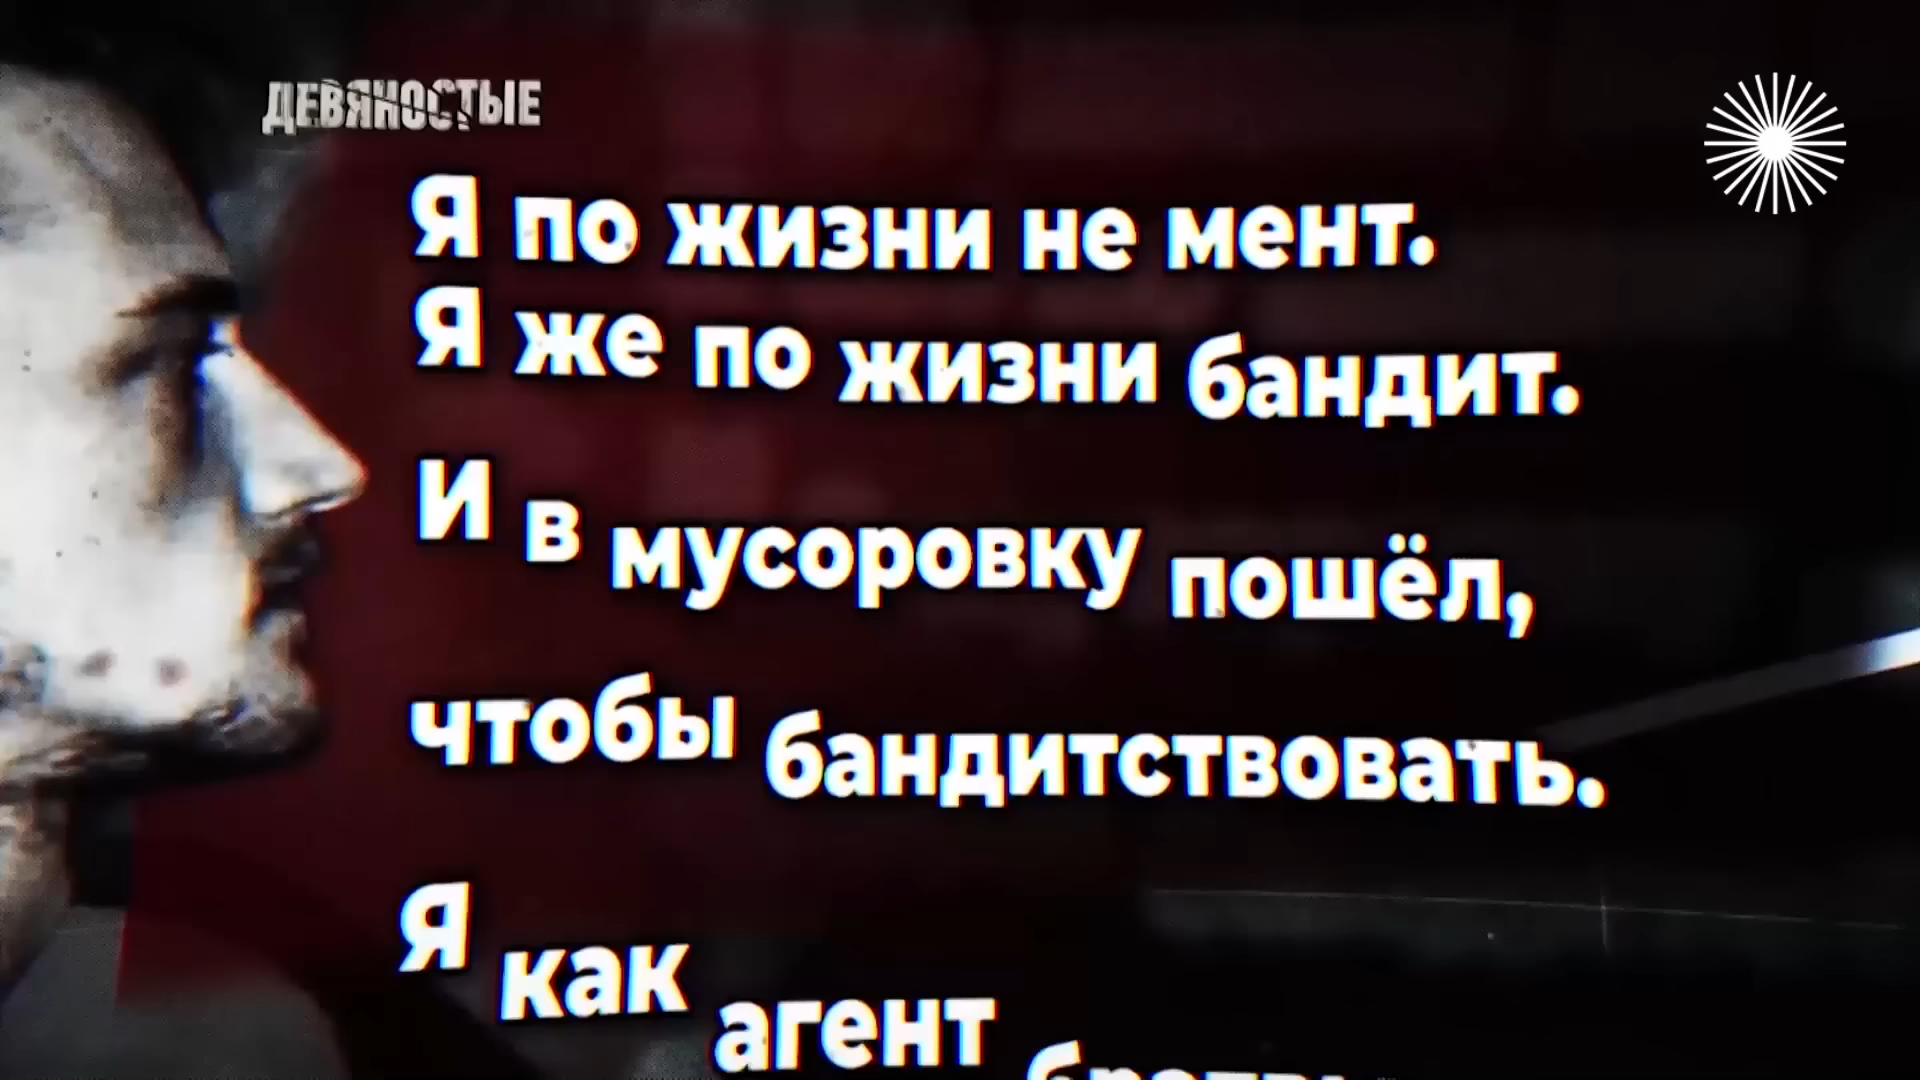 ДЕВЯНОСТЫЕ
Я по жизни не мент.
Я же по жизни бандит.
И в мусоровку пошёл,
чтобы бандитствовать.
Я как агент